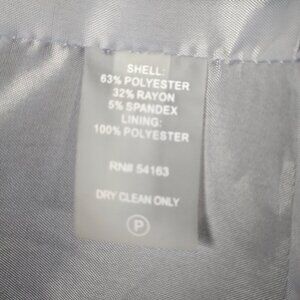 SHELL:
63% POLYESTER
32% RAYON
5% SPANDEX
LINING:
100% POLYESTER
RN# 54163
DRY CLEAN ONLY
P